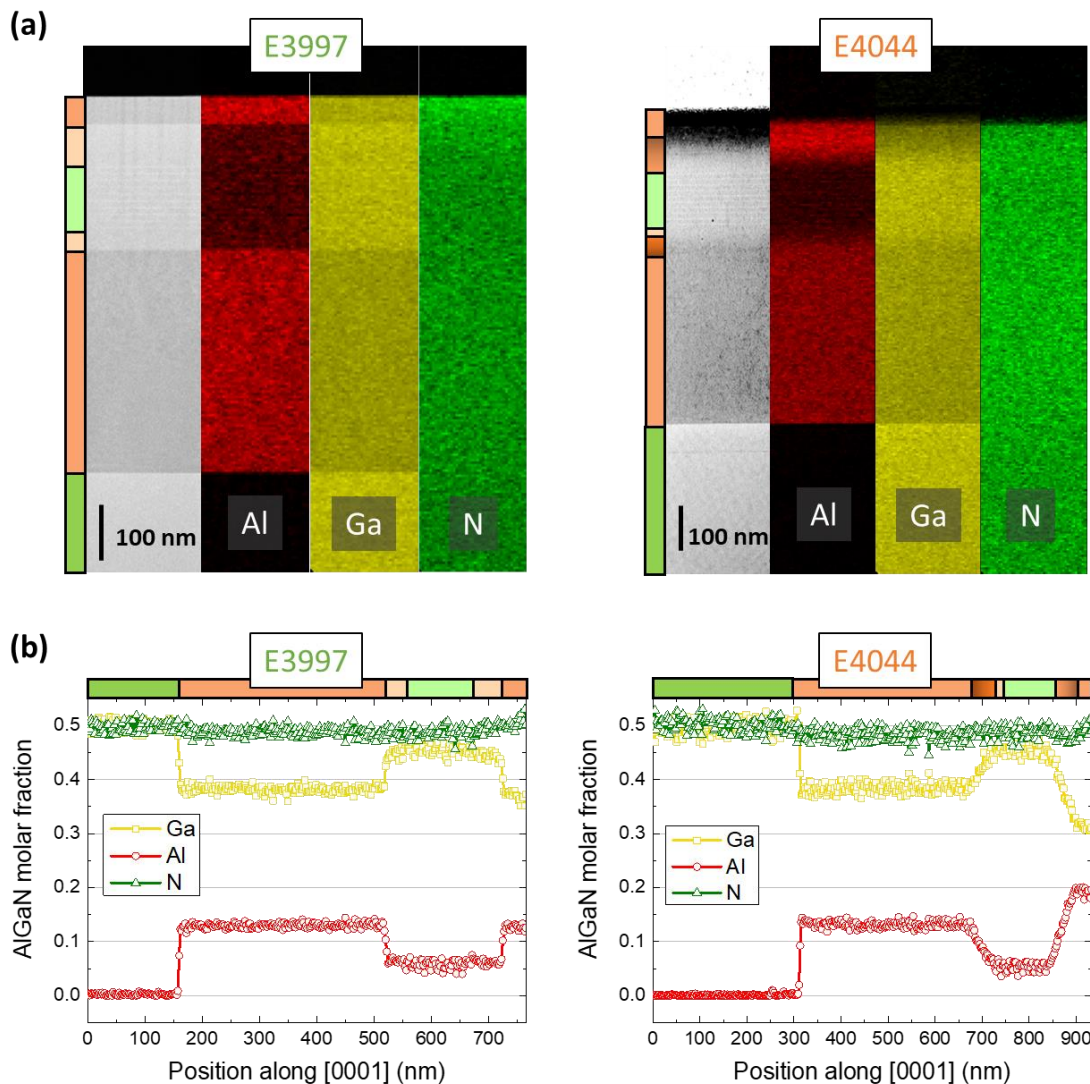 (a)
E3997
E4044
100 nm
Al
Ga
N
100 nm
Al
Ga
N
(b)
E3997
E4044
AlGaN molar fraction
0.5
0.4
0.3
0.2
0.1
0.0
Ga
Al
N
0 100 200 300 400 500 600 700
Position along [0001] (nm)
AlGaN molar fraction
0.5
0.4
0.3
0.2
0.1
0.0
Ga
Al
N
0 100 200 300 400 500 600 700 800 900
Position along [0001] (nm)